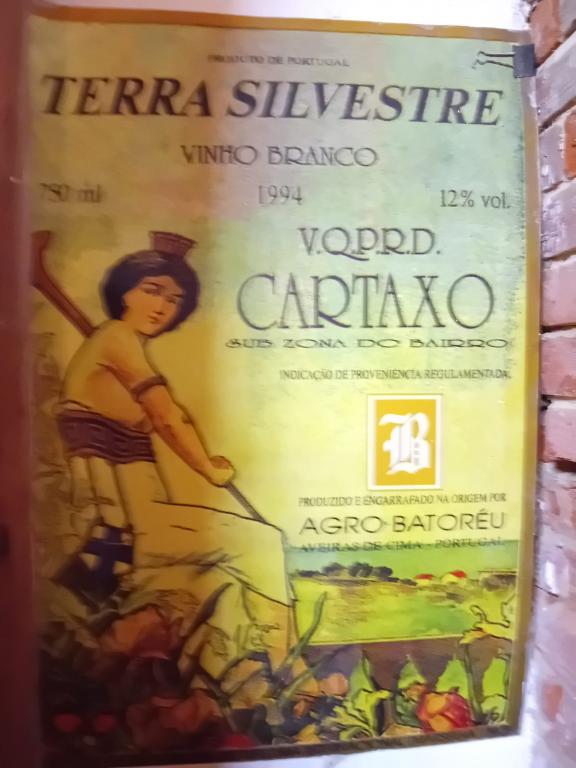 PRODUTO DE PORTUGAL
TERRA SILVESTRE
VINHO BRANCO
750 ml 1994 12% vol.
V.Q.P.R.D.
CARTAXO
SUB ZONA DO BAIRRO
INDICAÇÃO DE PROVENIENCIA REGULAMENTADA
B
PRODUZIDO E ENGARRAFADO NA ORIGEM POR
AGRO-BATORÉU
AVEIRAS DE CIMA - PORTUGAL